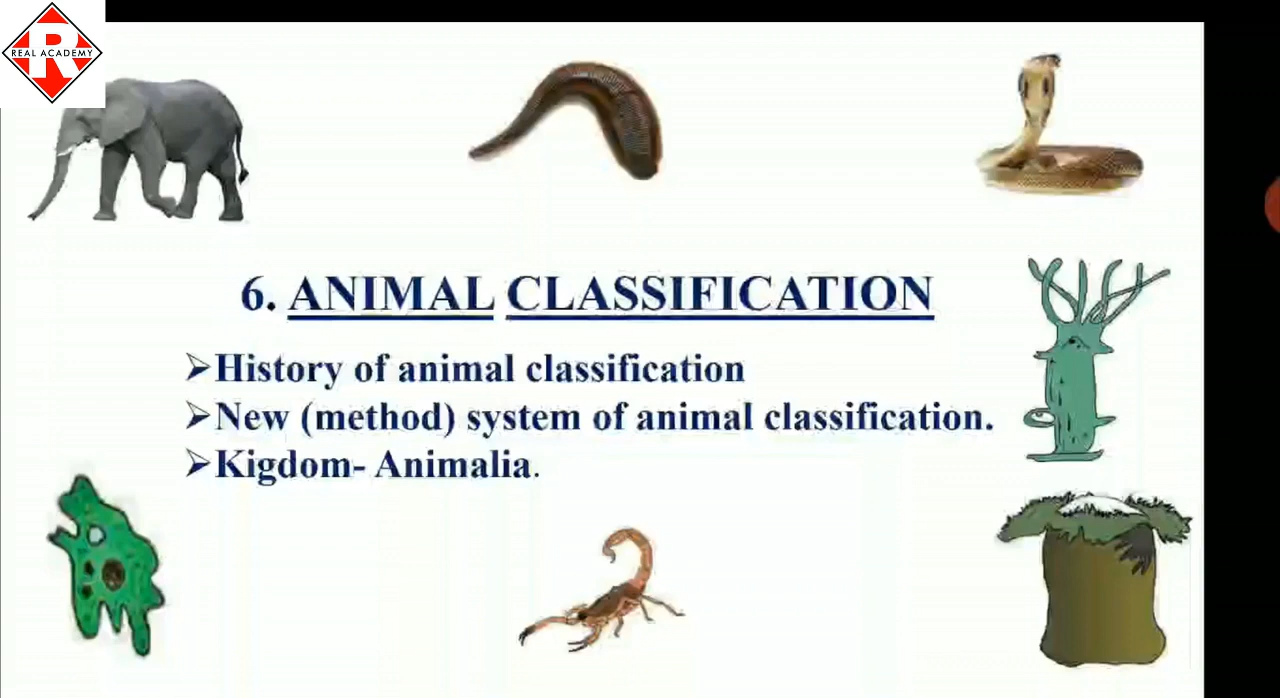 REAL ACADEMY
6. ANIMAL CLASSIFICATION
➢History of animal classification
➢New (method) system of animal classification.
➢Kigdom- Animalia.